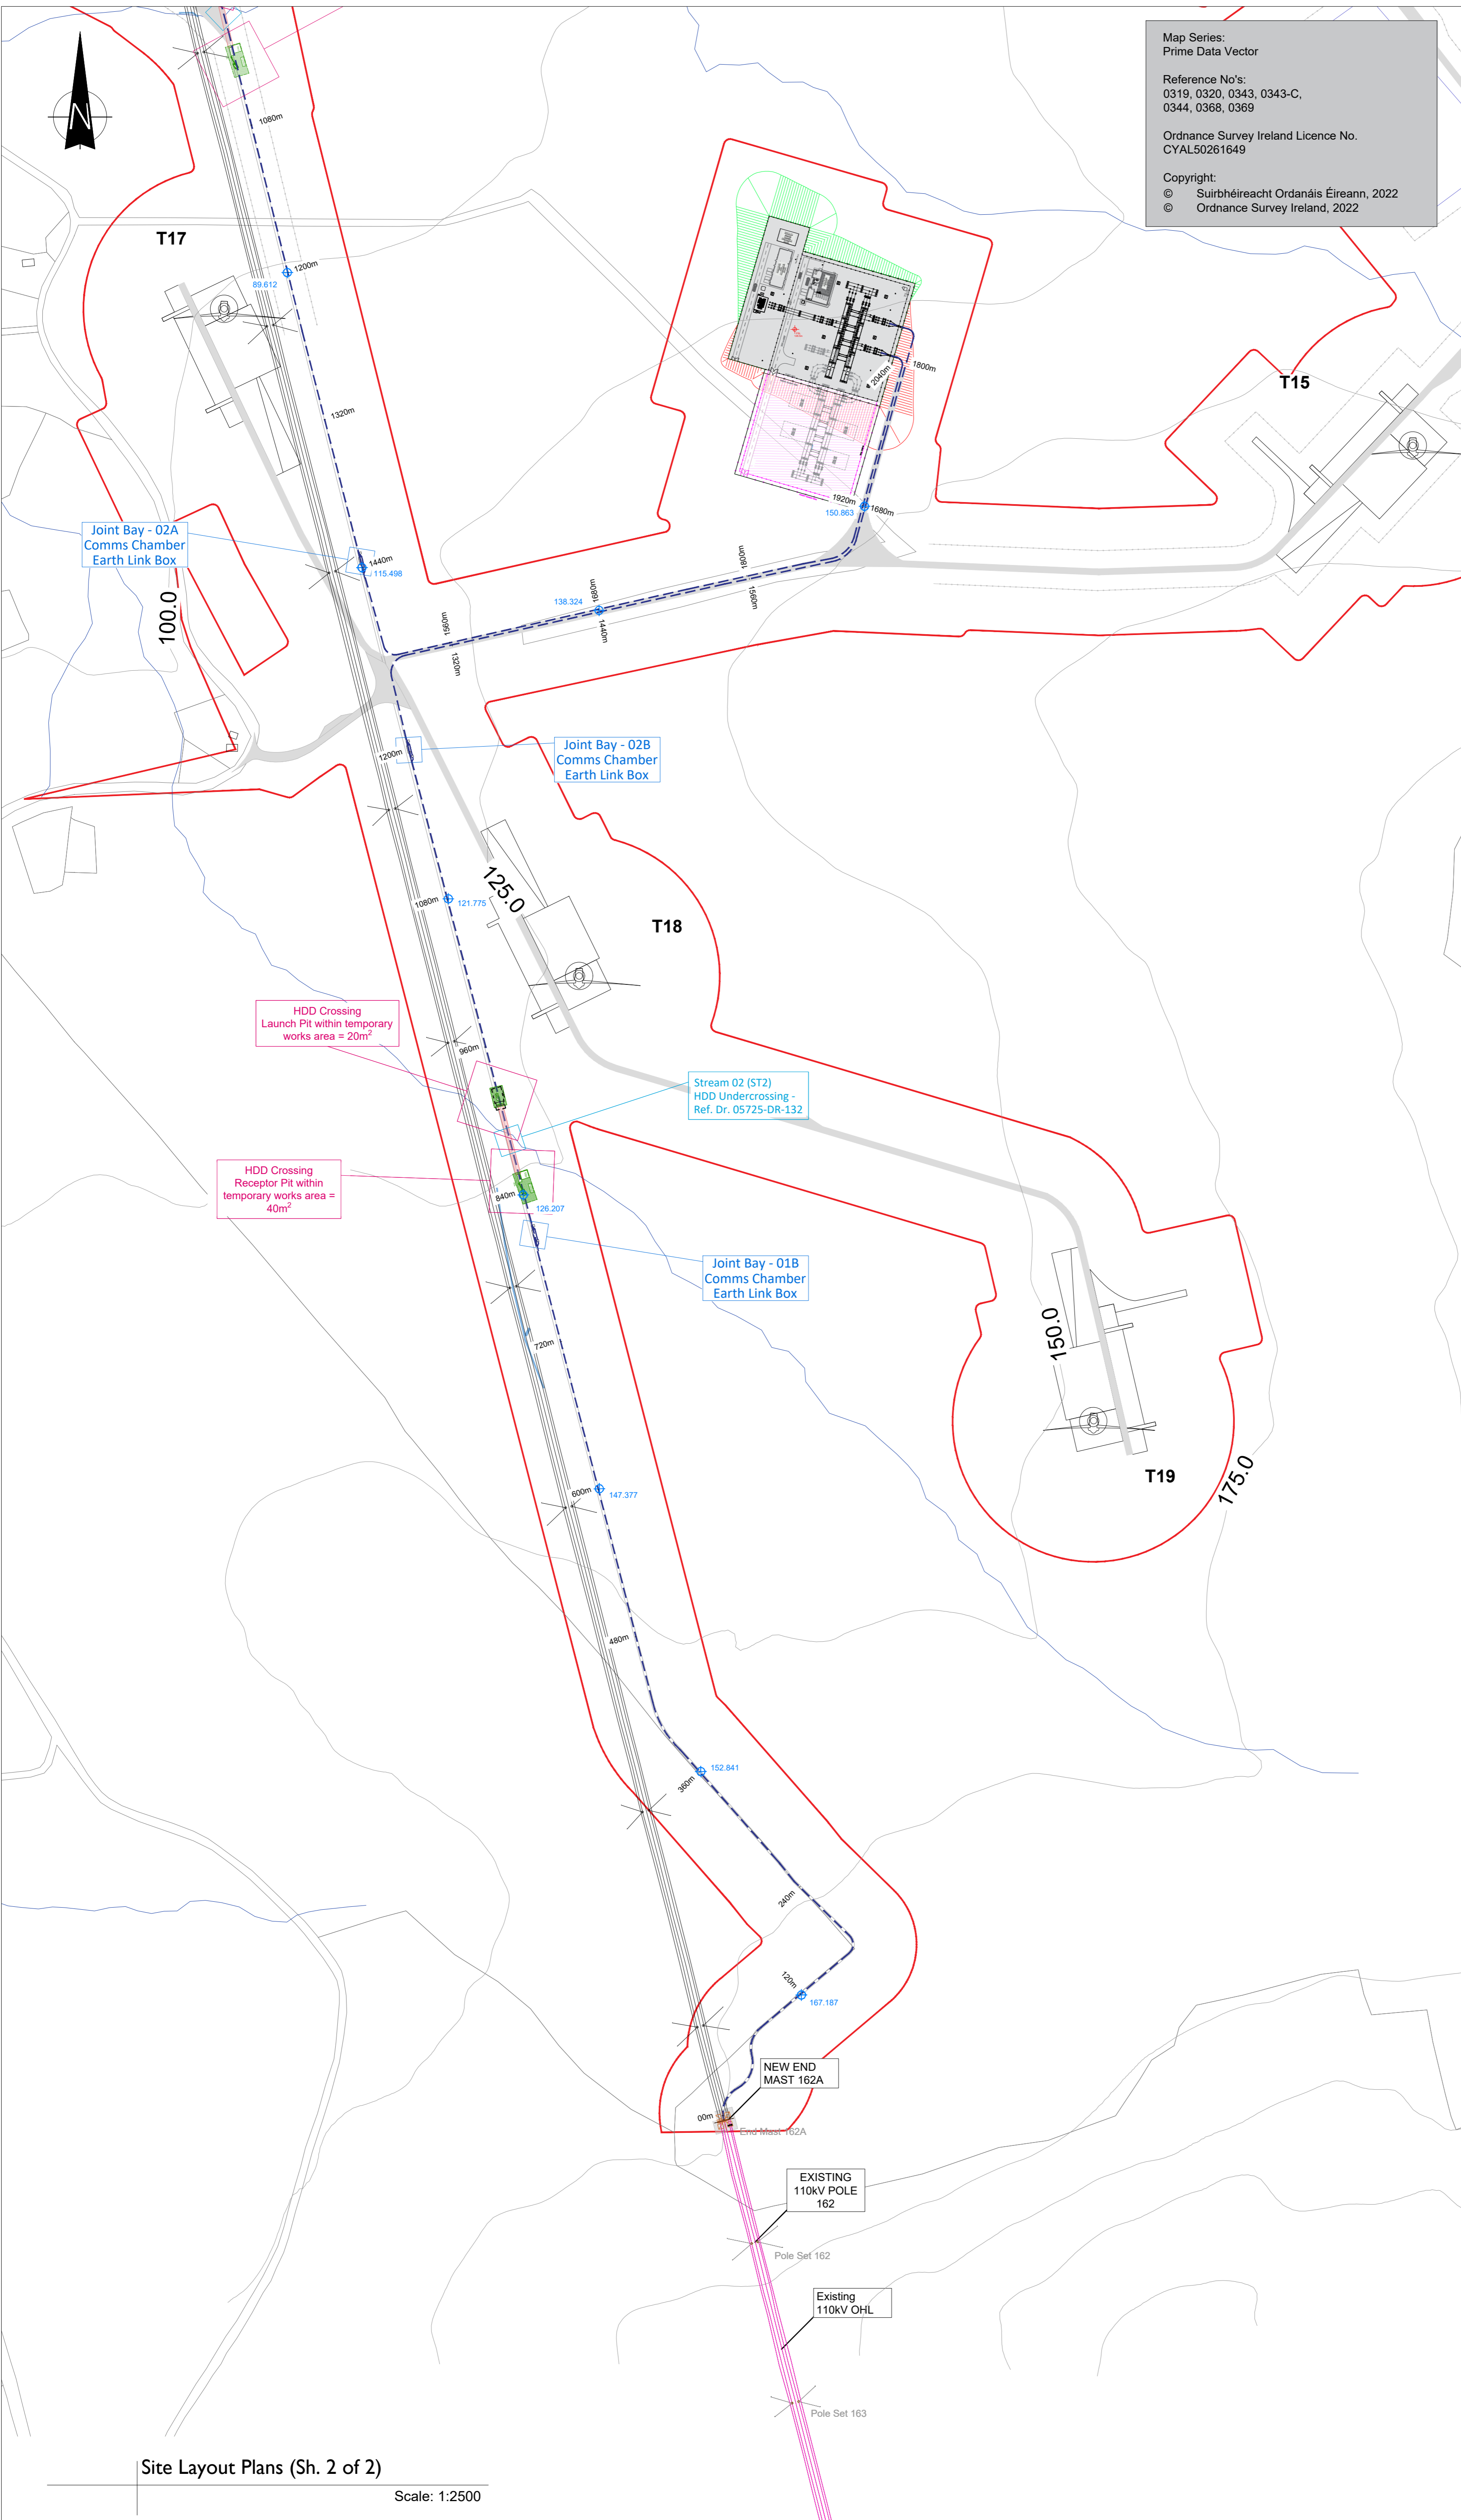 Map Series:
Prime Data Vector
Reference No's:
0319, 0320, 0343, 0343-C,
0344, 0368, 0369
Ordnance Survey Ireland Licence No.
CYAL50261649
Copyright:
© Suirbhéireacht Ordanáis Éireann, 2022
© Ordnance Survey Ireland, 2022
N
1080m
T17
1200m
89.612
1320m
1800m
2040m
T15
1920m
1680m
150.863
Joint Bay - 02A
Comms Chamber
Earth Link Box
1440m
115.498
100.0
1800m
1560m
1680m
138.324
1440m
1560m
1320m
Joint Bay - 02B
Comms Chamber
Earth Link Box
1200m
125.0
1080m
121.775
T18
HDD Crossing
Launch Pit within temporary
works area = 20m²
960m
Stream 02 (ST2)
HDD Undercrossing -
Ref. Dr. 05725-DR-132
HDD Crossing
Receptor Pit within
temporary works area =
40m²
840m
126.207
Joint Bay - 01B
Comms Chamber
Earth Link Box
720m
150.0
T19
175.0
600m
147.377
480m
152.841
360m
240m
120m
167.187
NEW END
MAST 162A
00m
End Mast 162A
EXISTING
110kV POLE
162
Pole Set 162
Existing
110kV OHL
Pole Set 163
Site Layout Plans (Sh. 2 of 2)
Scale: 1:2500